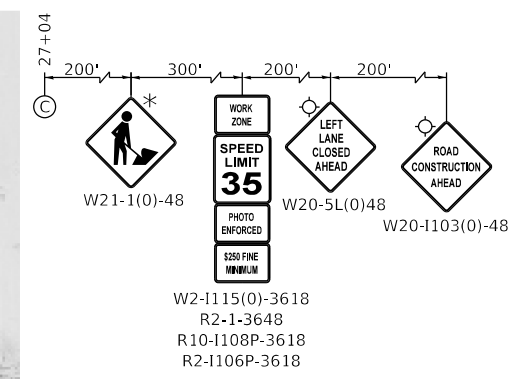 27+04
200'
300'
200'
200'
C
*
W21-1(0)-48
WORK
ZONE
SPEED
LIMIT
35
PHOTO
ENFORCED
$250 FINE
MINIMUM
W2-I115(0)-3618
R2-1-3648
R10-I108P-3618
R2-I106P-3618
LEFT
LANE
CLOSED
AHEAD
W20-5L(0)48
ROAD
CONSTRUCTION
AHEAD
W20-I103(0)-48